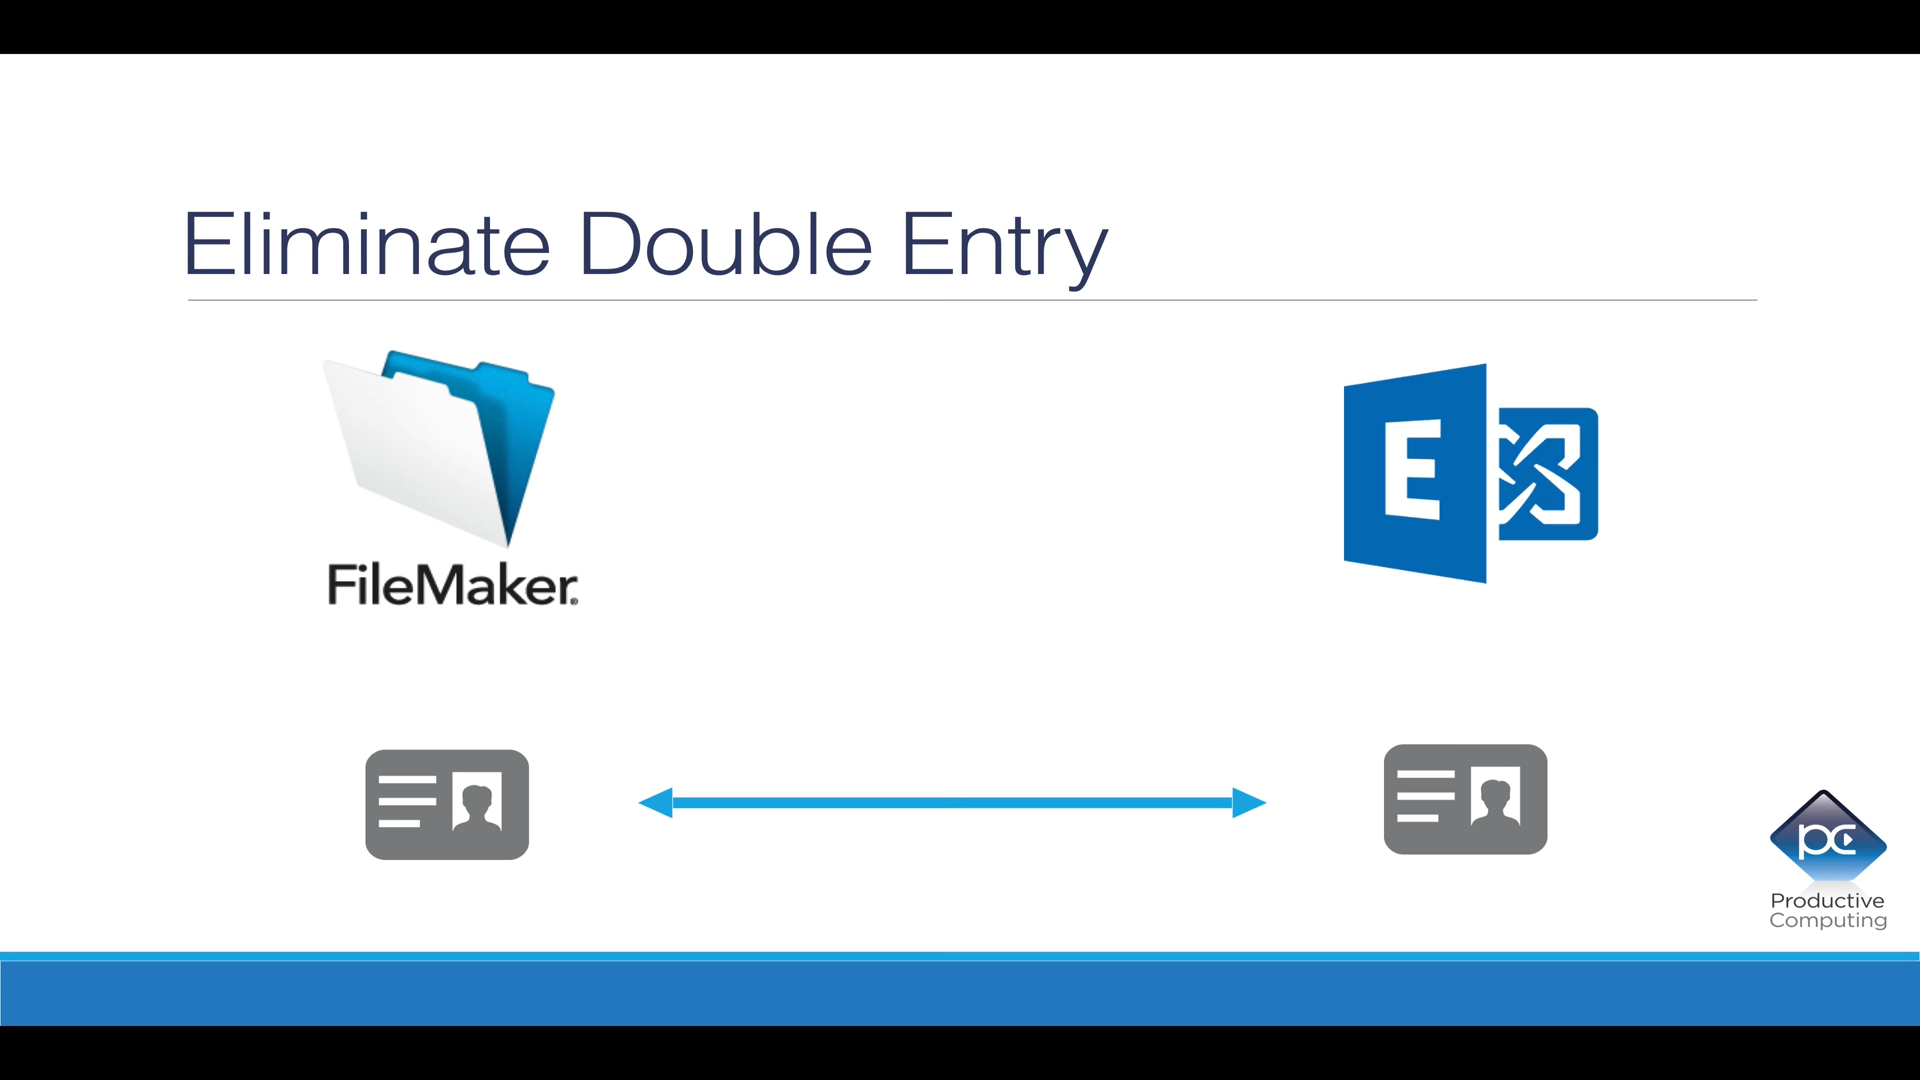 Eliminate Double Entry
FileMaker®
E
pc
Productive
Computing